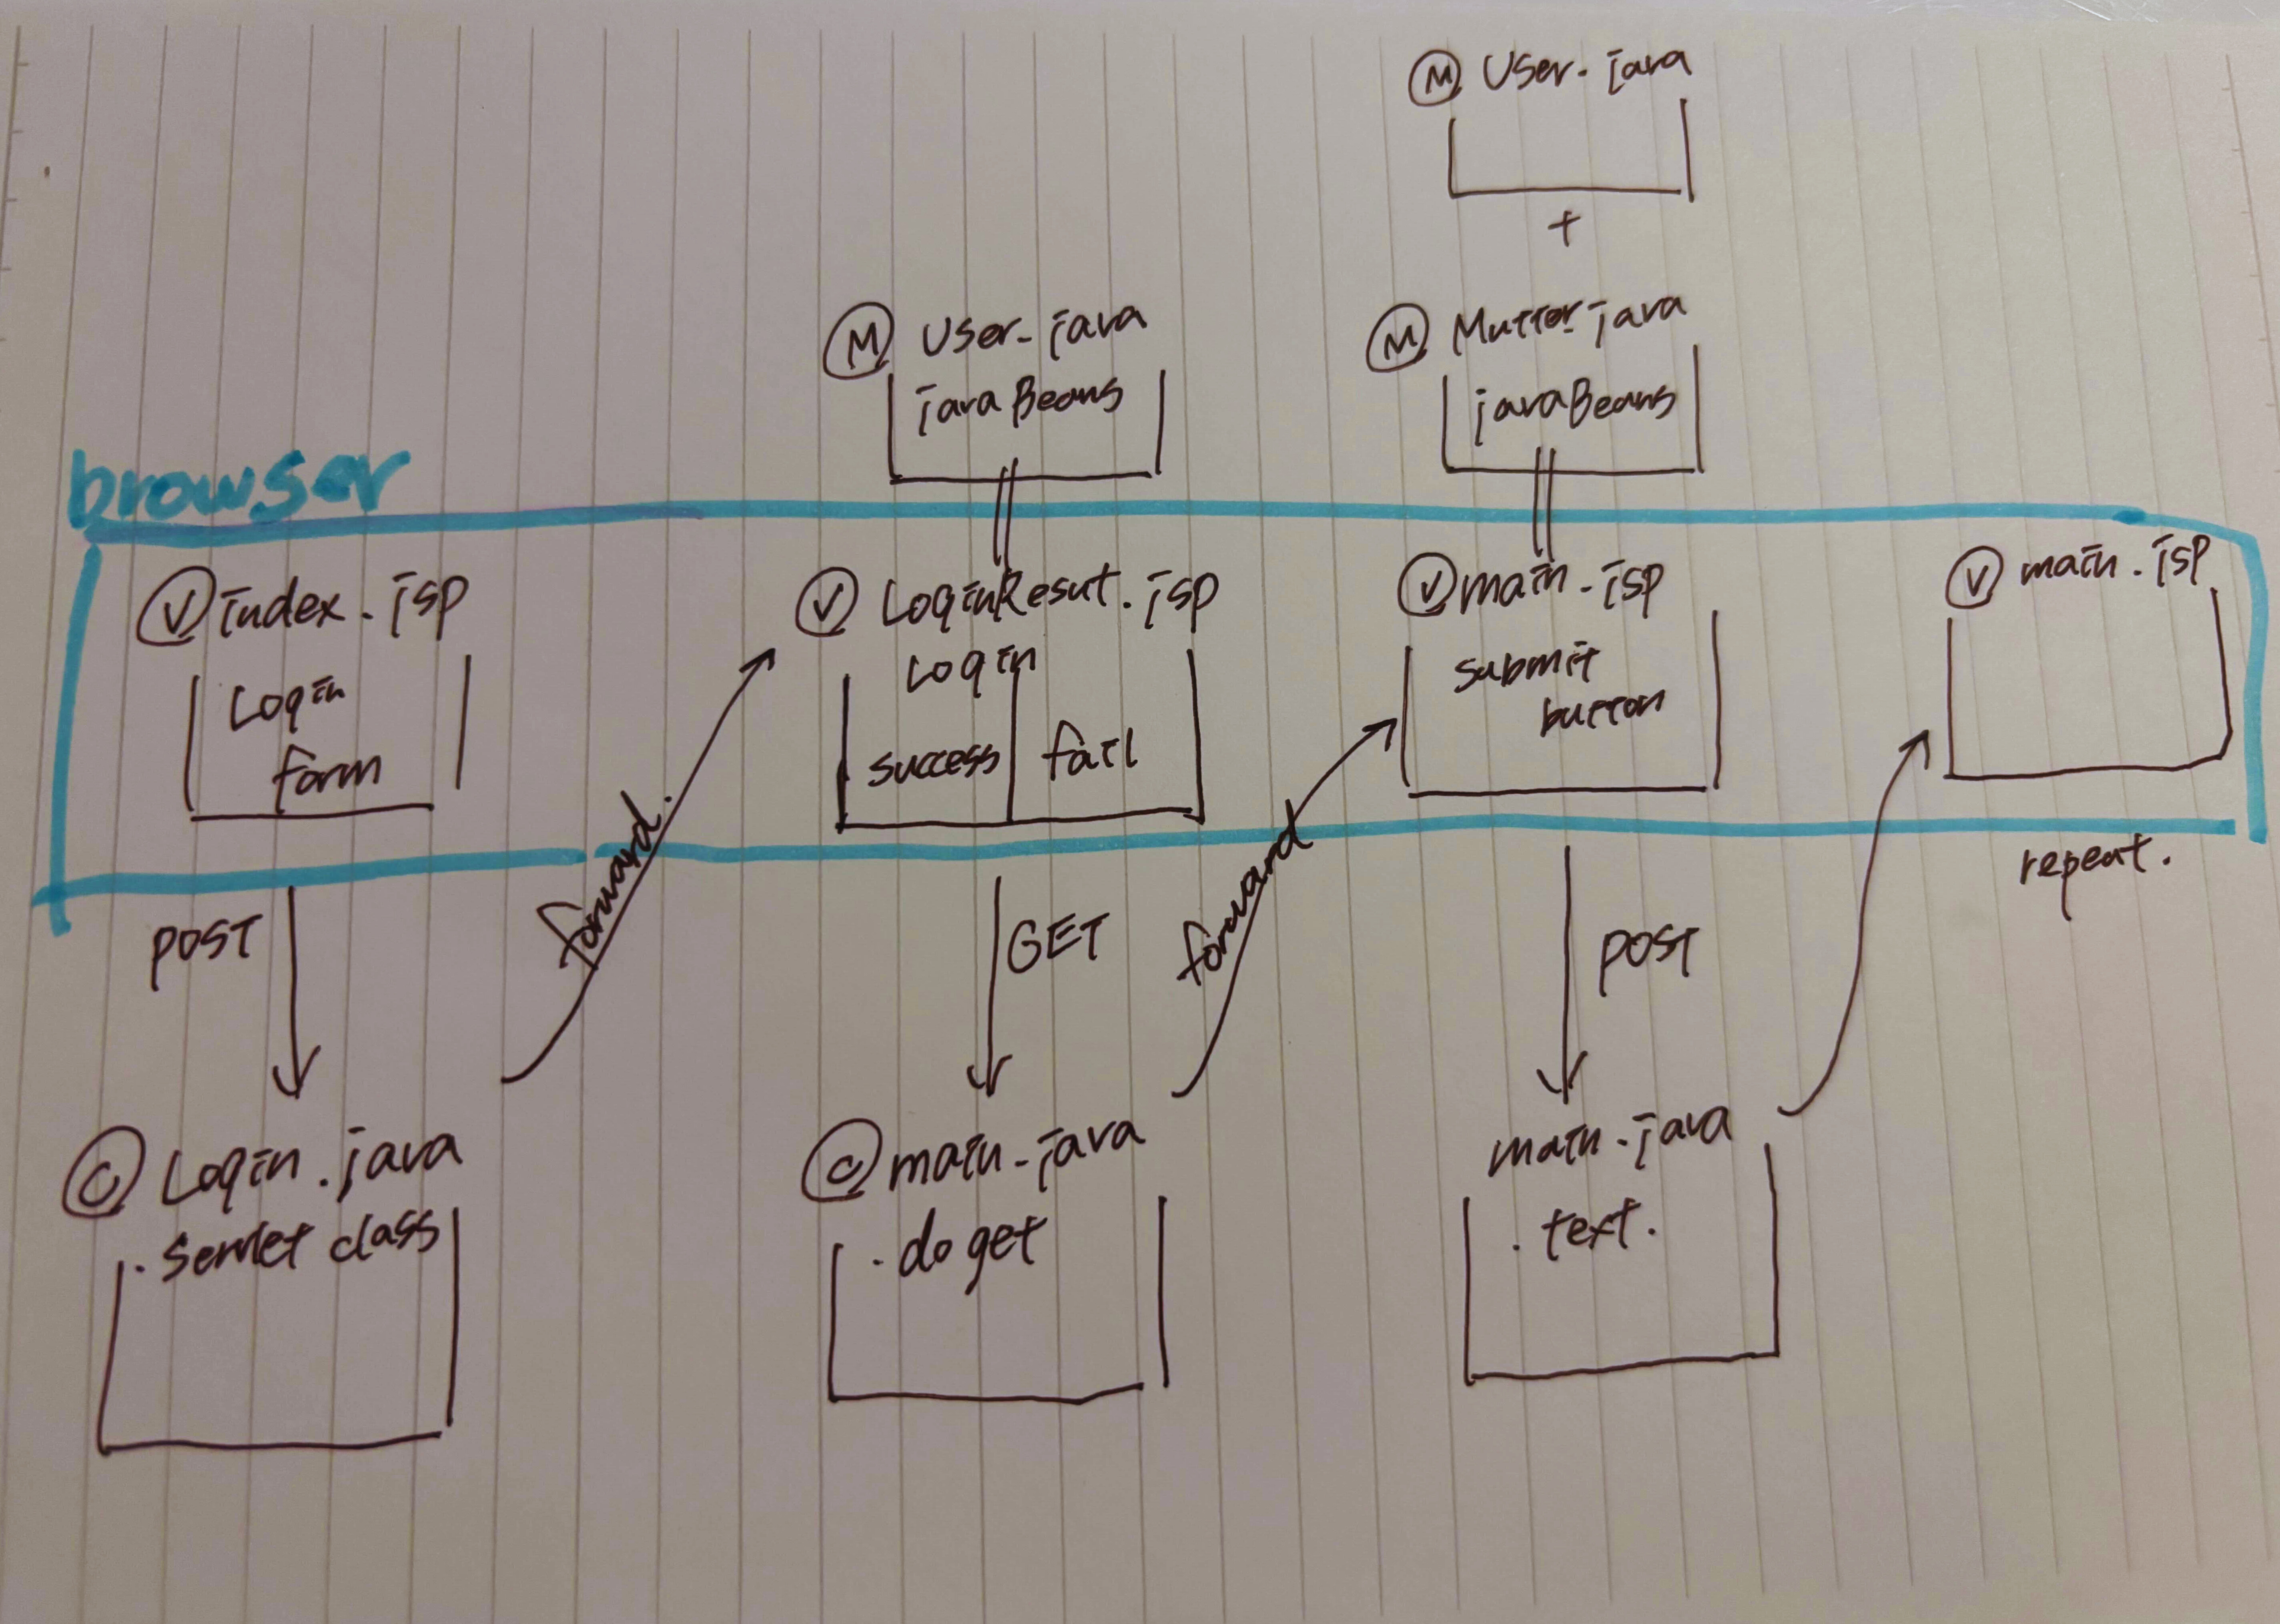 M User.java
+
M User.java
javaBeans
M Mutter.java
javaBeans
browser
V index.jsp
Login
form
V LoginResut.jsp
Login
success
fail
V main.jsp
submit
button
V main.jsp
repeat.
POST
forward.
GET
forward
POST
C Login.java
. Servlet class
C main.java
. do get
main.java
. text.